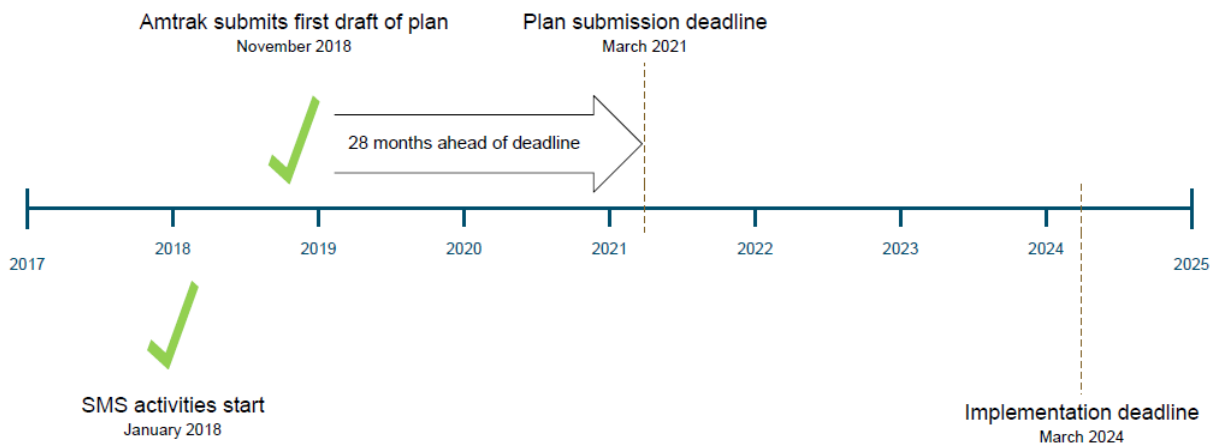 Amtrak submits first draft of plan
November 2018
Plan submission deadline
March 2021
28 months ahead of deadline
2017
2018
2019
2020
2021
2022
2023
2024
2025
SMS activities start
January 2018
Implementation deadline
March 2024